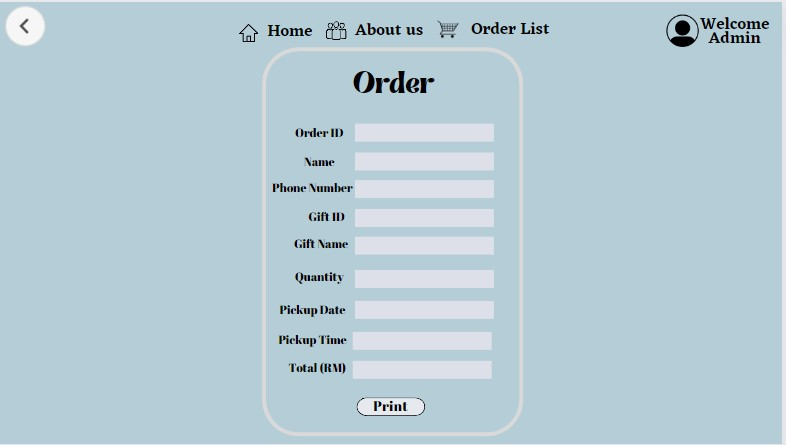 Home About us Order List
Welcome
Admin
Order
Order ID
Name
Phone Number
Gift ID
Gift Name
Quantity
Pickup Date
Pickup Time
Total (RM)
Print